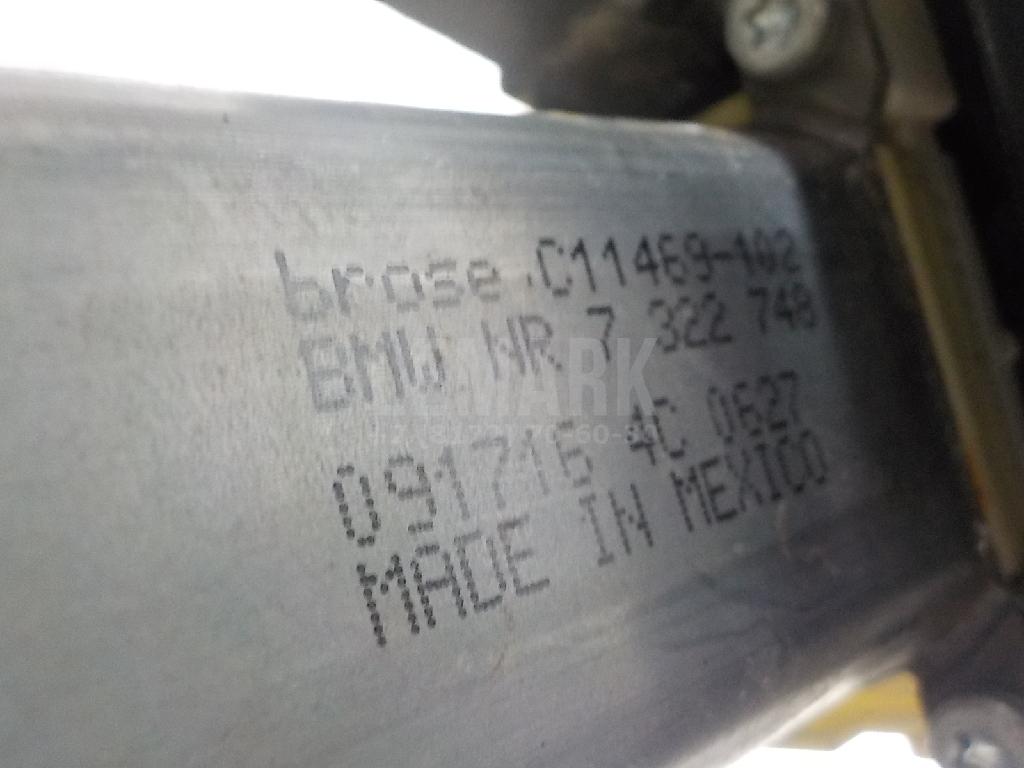 brose C11469-102
BMW NR 7 322 748
091716 4C 0627
MADE IN MEXICO